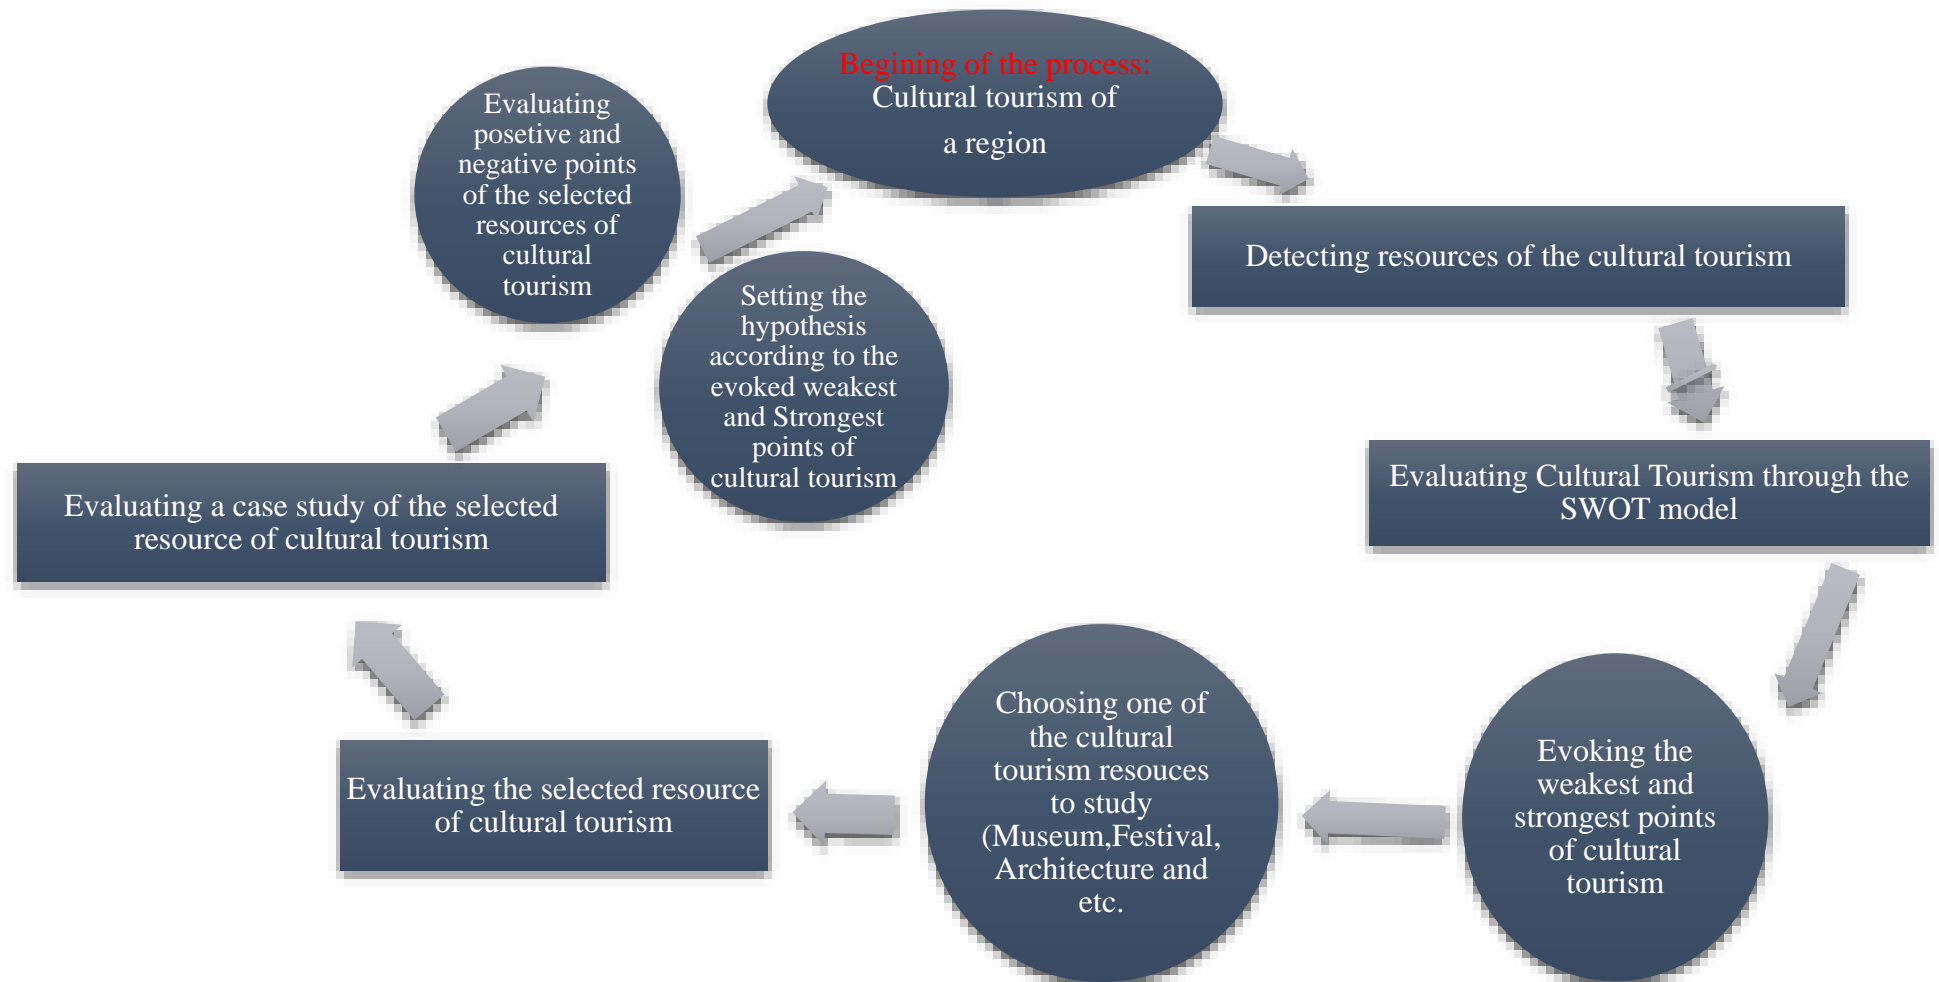 Begining of the process:
Cultural tourism of
a region
Detecting resources of the cultural tourism
Evaluating Cultural Tourism through the
SWOT model
Evoking the
weakest and
strongest points
of cultural
tourism
Choosing one of
the cultural
tourism resouces
to study
(Museum,Festival,
Architecture and
etc.
Evaluating the selected resource
of cultural tourism
Evaluating a case study of the selected
resource of cultural tourism
Evaluating
posetive and
negative points
of the selected
resources of
cultural
tourism
Setting the
hypothesis
according to the
evoked weakest
and Strongest
points of
cultural tourism